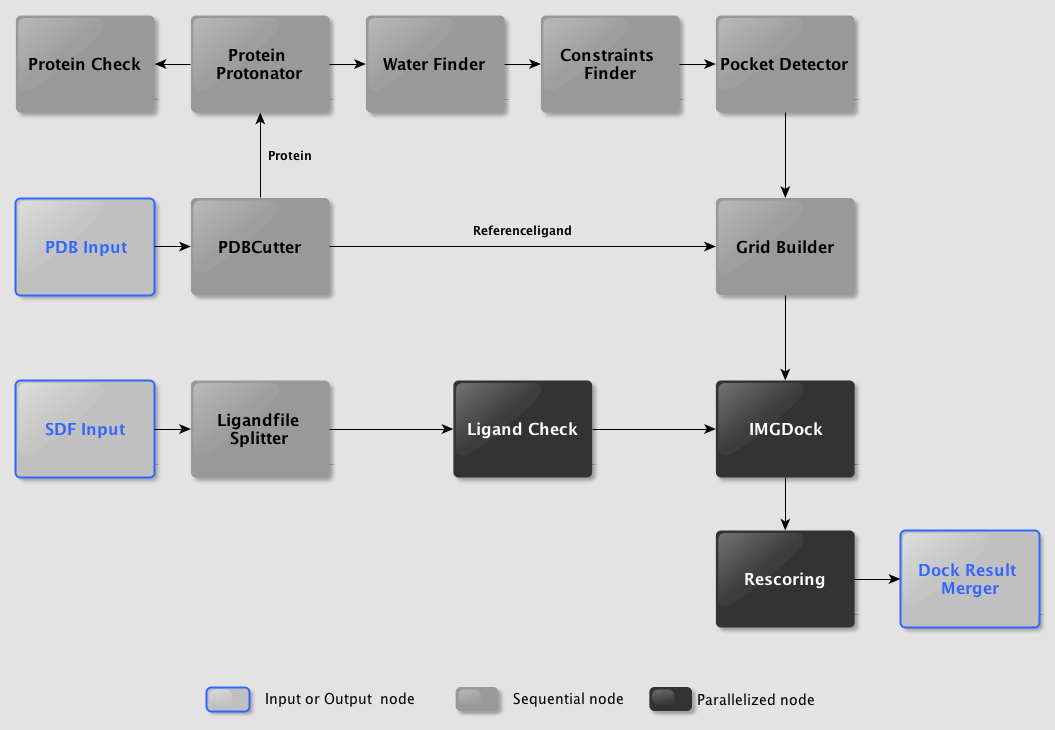 Protein Check
Protein
Protonator
Water Finder
Constraints
Finder
Pocket Detector
Protein
PDB Input
PDBCutter
Referenceligand
Grid Builder
SDF Input
Ligandfile
Splitter
Ligand Check
IMGDock
Rescoring
Dock Result
Merger
Input or Output node
Sequential node
Parallelized node